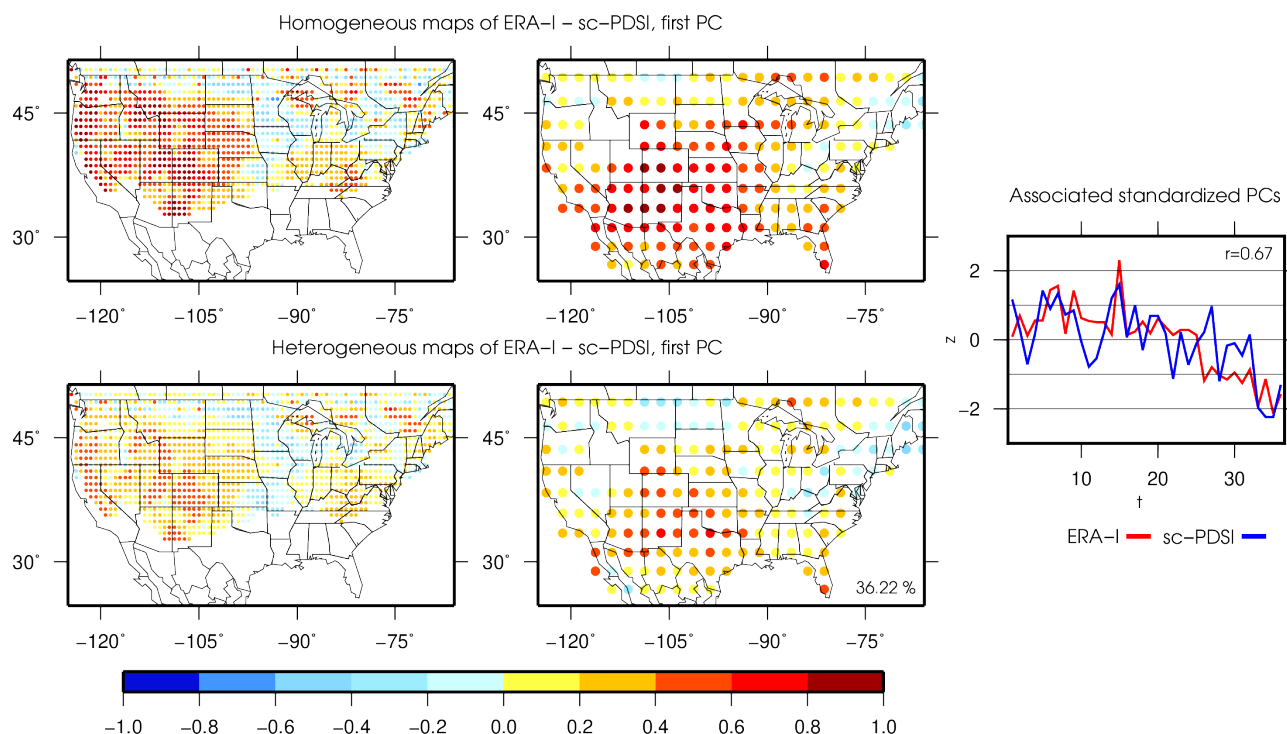 Homogeneous maps of ERA−I − sc−PDSI, first PC
45˚
30˚
45˚
30˚
−120˚ −105˚ −90˚ −75˚
−120˚ −105˚ −90˚ −75˚
Heterogeneous maps of ERA−I − sc−PDSI, first PC
45˚
30˚
45˚
30˚
36.22 %
−120˚ −105˚ −90˚ −75˚
−120˚ −105˚ −90˚ −75˚
−1.0 −0.8 −0.6 −0.4 −0.2 0.0 0.2 0.4 0.6 0.8 1.0
Associated standardized PCs
r=0.67
2
0
−2
z
10 20 30
t
ERA−I sc−PDSI